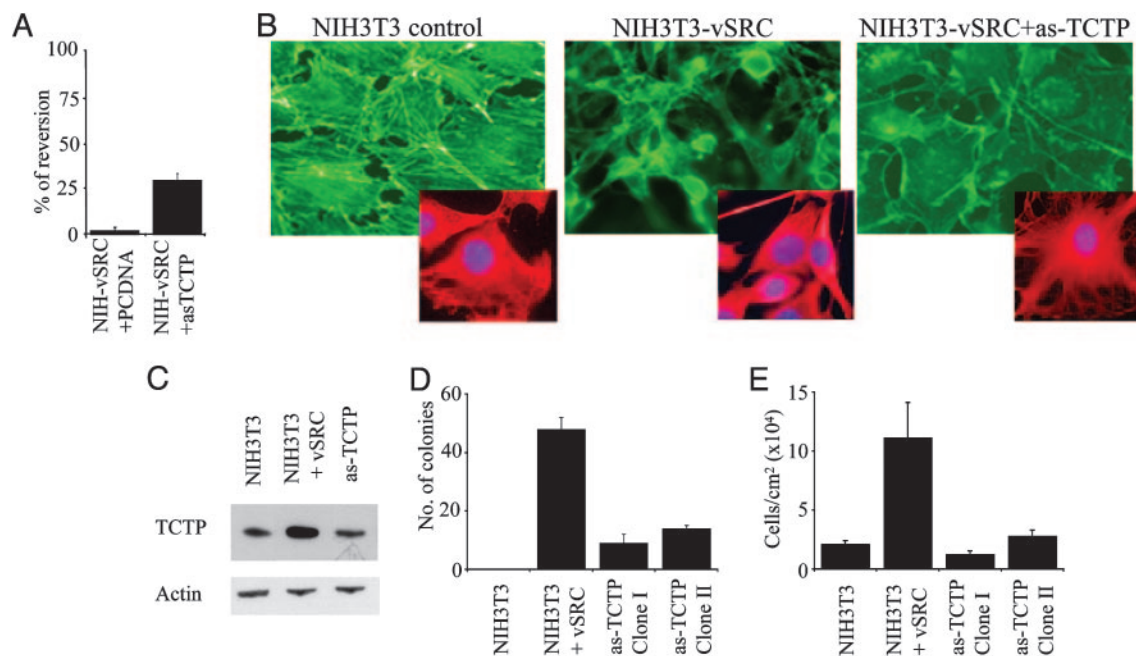 A
% of reversion
100
75
50
25
0
NIH-vSRC
+PCDNA
NIH-vSRC
+asTCTP
B
NIH3T3 control
NIH3T3-vSRC
NIH3T3-vSRC+as-TCTP
C
NIH3T3
NIH3T3
+ vSRC
as-TCTP
TCTP
Actin
D
No. of colonies
60
40
20
0
NIH3T3
NIH3T3
+ vSRC
as-TCTP
Clone I
as-TCTP
Clone II
E
Cells/cm² (x10⁴)
15
10
5
0
NIH3T3
NIH3T3
+ vSRC
as-TCTP
Clone I
as-TCTP
Clone II